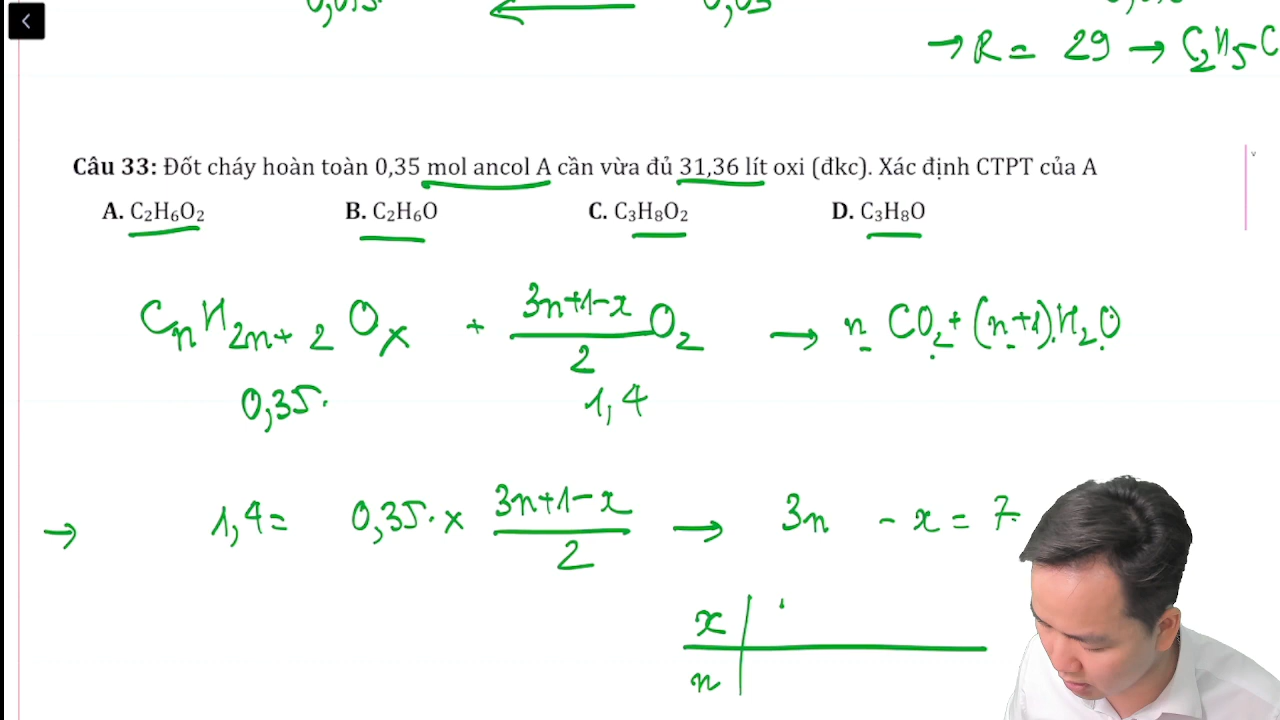 → R = 29 → C₂H₅C
Câu 33: Đốt cháy hoàn toàn 0,35 mol ancol A cần vừa đủ 31,36 lít oxi (đkc). Xác định CTPT của A
A. C₂H₆O₂ B. C₂H₆O C. C₃H₈O₂ D. C₃H₈O
CₙH₂ₙ₊₂Oₓ + (3n+1-x)/2 O₂ → n CO₂ + (n+1).H₂O
0,35. 1,4
→ 1,4 = 0,35. x (3n+1-x)/2 → 3n - x = 7.
x
n